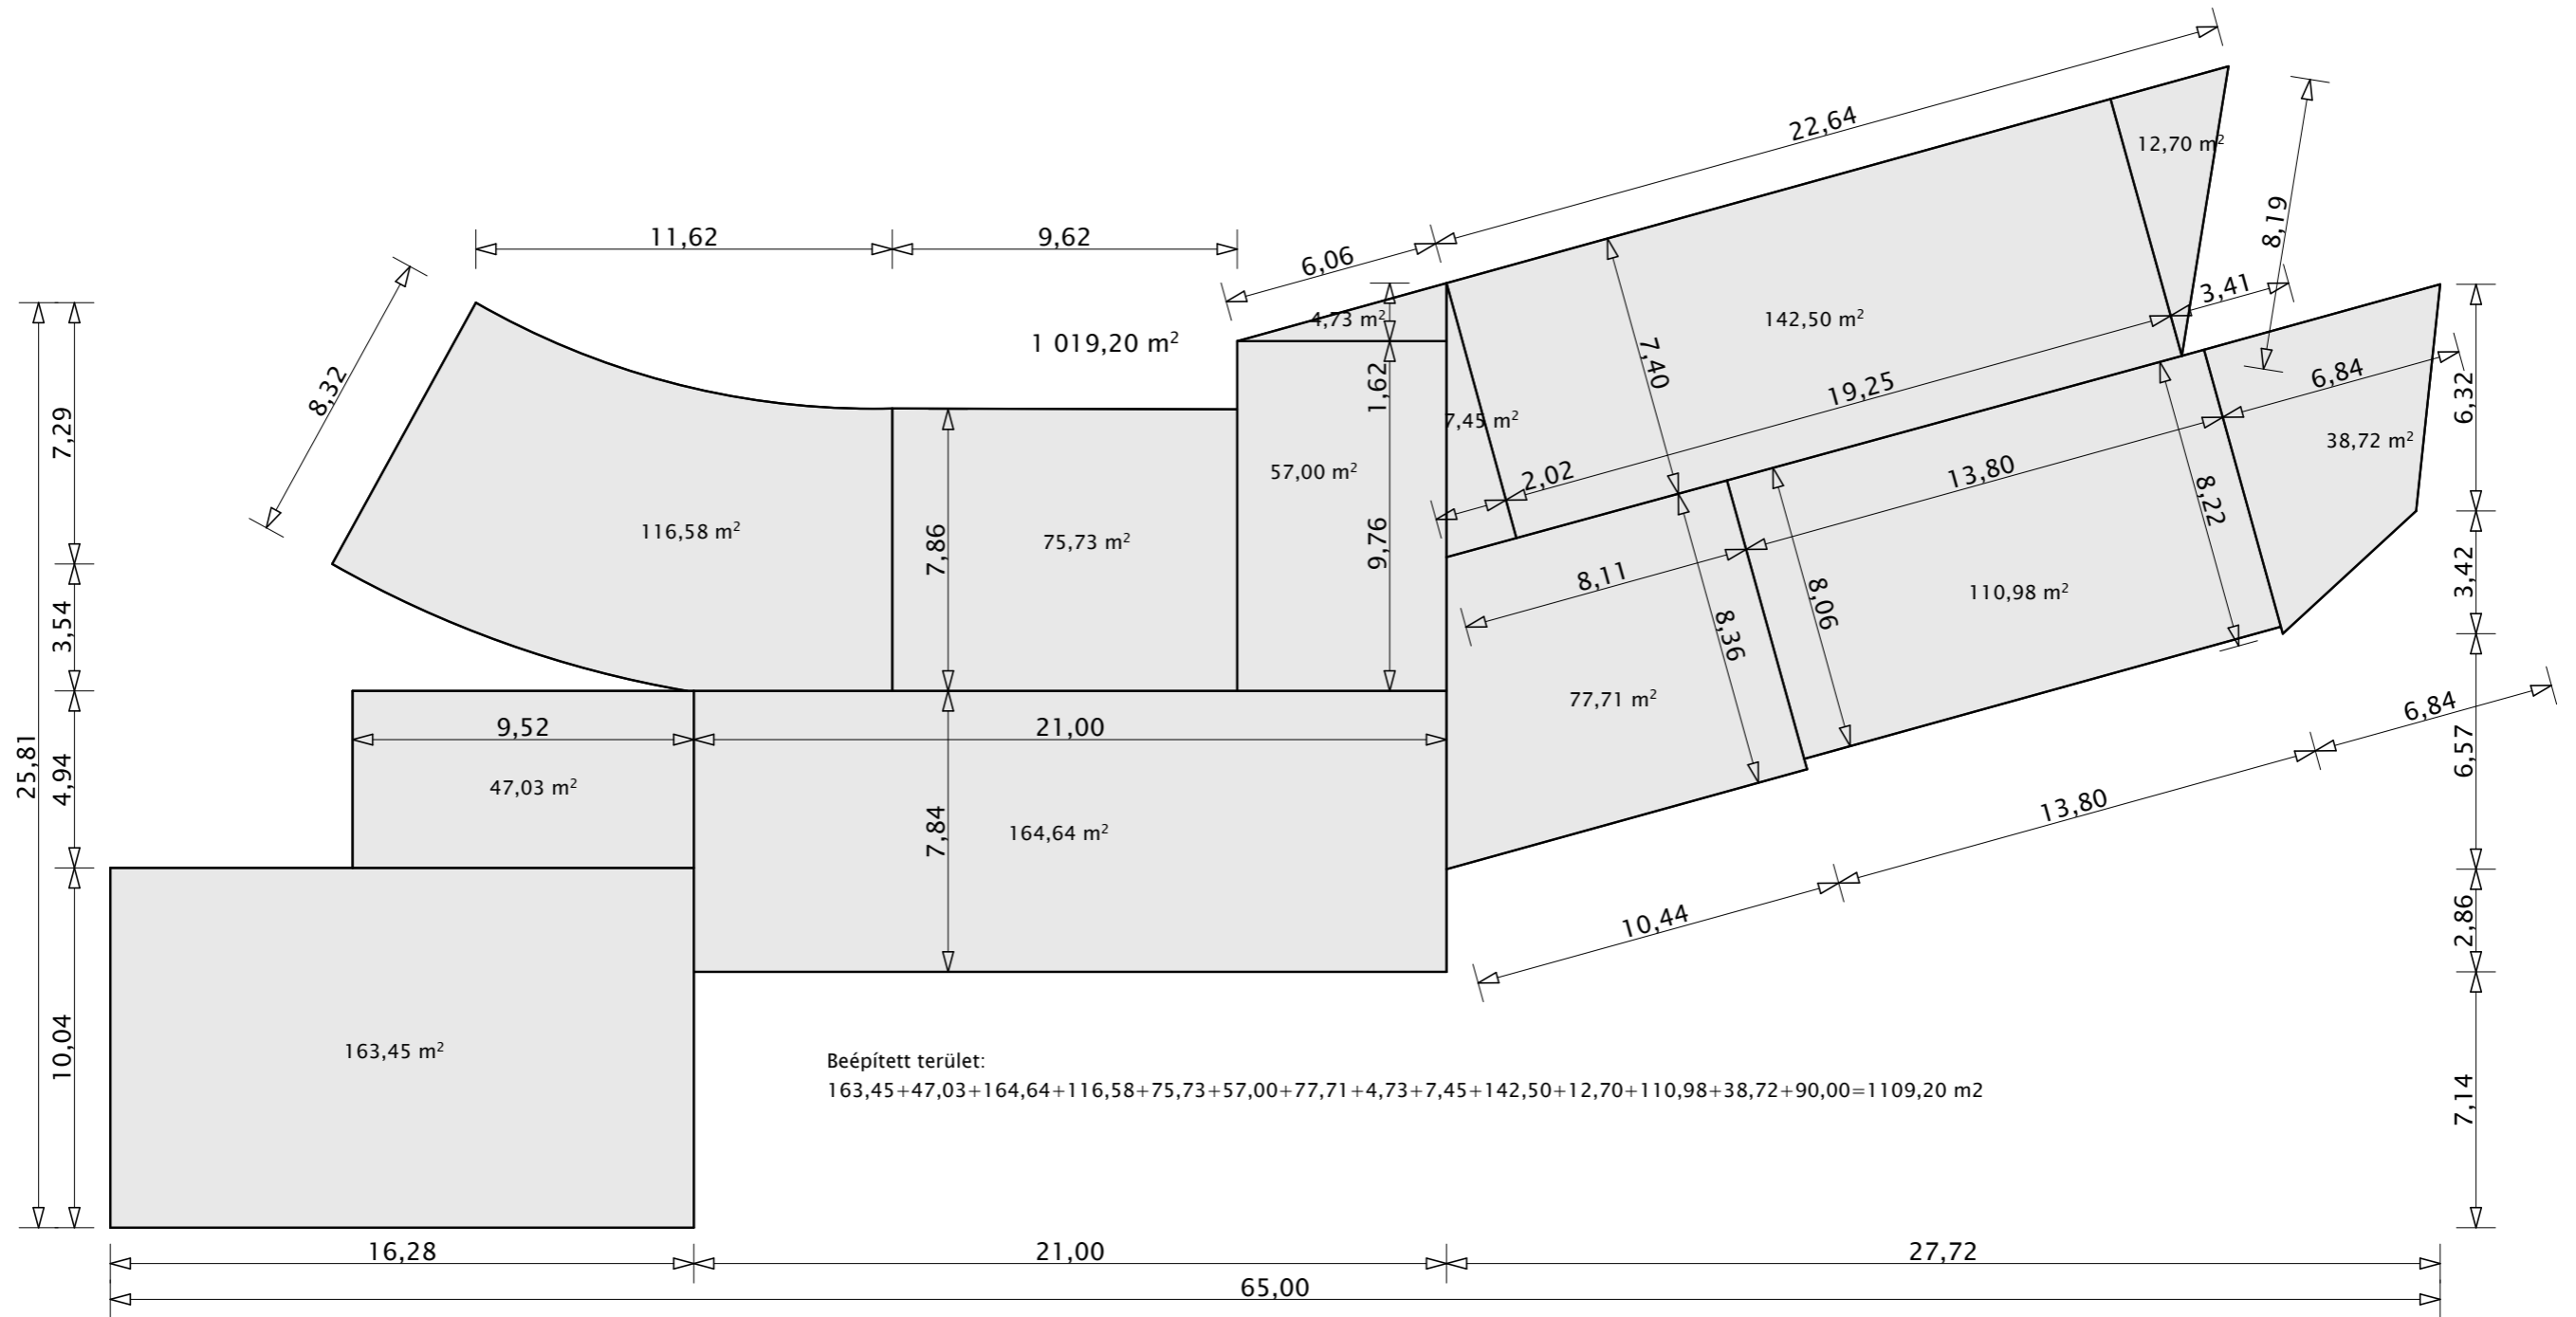 22,64
12,70 m²
8,19
11,62
9,62
6,06
3,41
4,73 m²
142,50 m²
1 019,20 m²
7,40
8,32
1,62
19,25
6,84
6,32
7,29
7,45 m²
38,72 m²
57,00 m²
2,02
13,80
8,22
116,58 m²
7,86
75,73 m²
9,76
8,11
8,06
110,98 m²
3,42
3,54
8,36
77,71 m²
6,84
9,52
21,00
25,81
4,94
47,03 m²
7,84
164,64 m²
6,57
13,80
10,44
2,86
10,04
163,45 m²
Beépített terület:
163,45+47,03+164,64+116,58+75,73+57,00+77,71+4,73+7,45+142,50+12,70+110,98+38,72+90,00=1109,20 m2
7,14
16,28
21,00
27,72
65,00